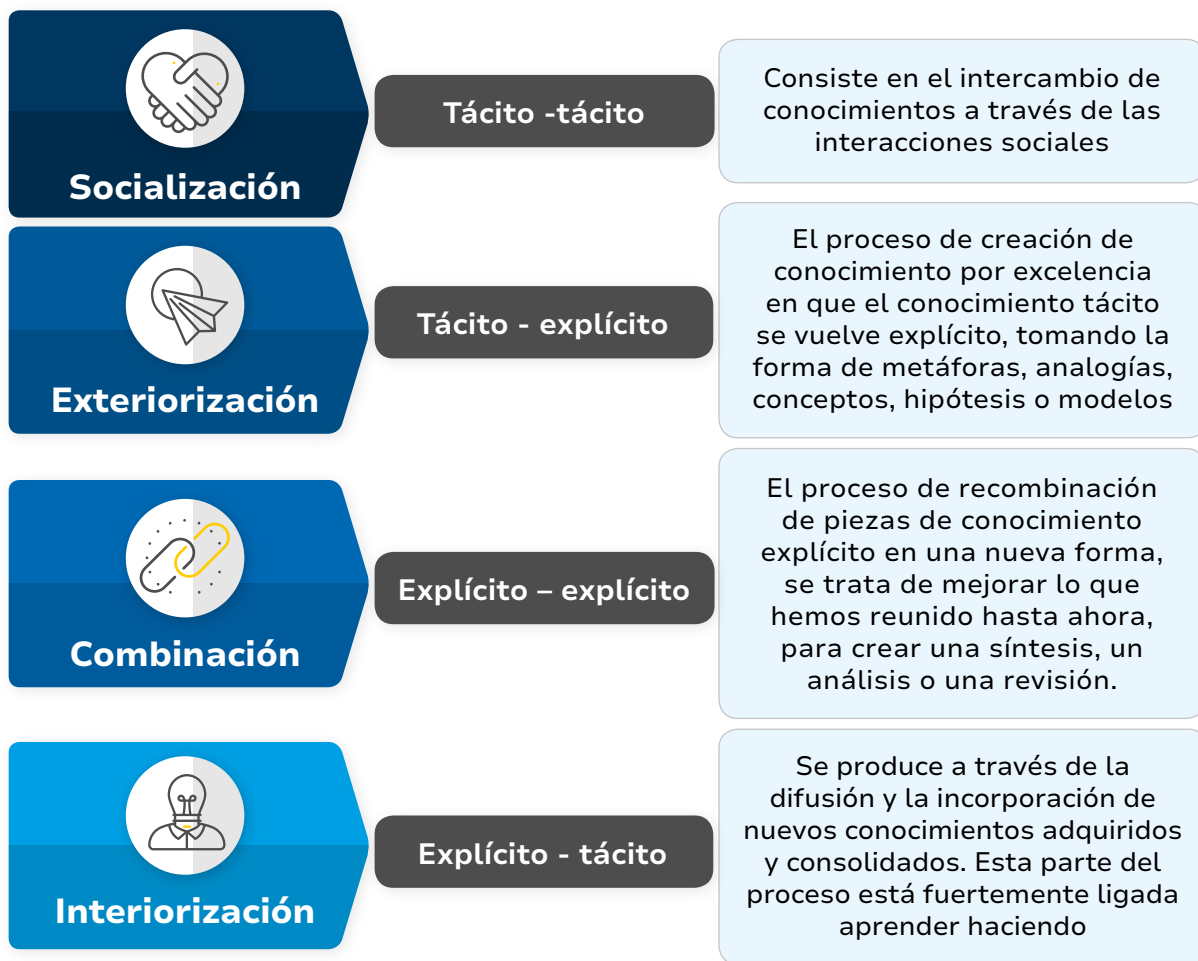 Socialización
Tácito -tácito
Consiste en el intercambio de
conocimientos a través de las
interacciones sociales
Exteriorización
Tácito - explícito
El proceso de creación de
conocimiento por excelencia
en que el conocimiento tácito
se vuelve explícito, tomando la
forma de metáforas, analogías,
conceptos, hipótesis o modelos
Combinación
Explícito – explícito
El proceso de recombinación
de piezas de conocimiento
explícito en una nueva forma,
se trata de mejorar lo que
hemos reunido hasta ahora,
para crear una síntesis, un
análisis o una revisión.
Interiorización
Explícito - tácito
Se produce a través de la
difusión y la incorporación de
nuevos conocimientos adquiridos
y consolidados. Esta parte del
proceso está fuertemente ligada
aprender haciendo